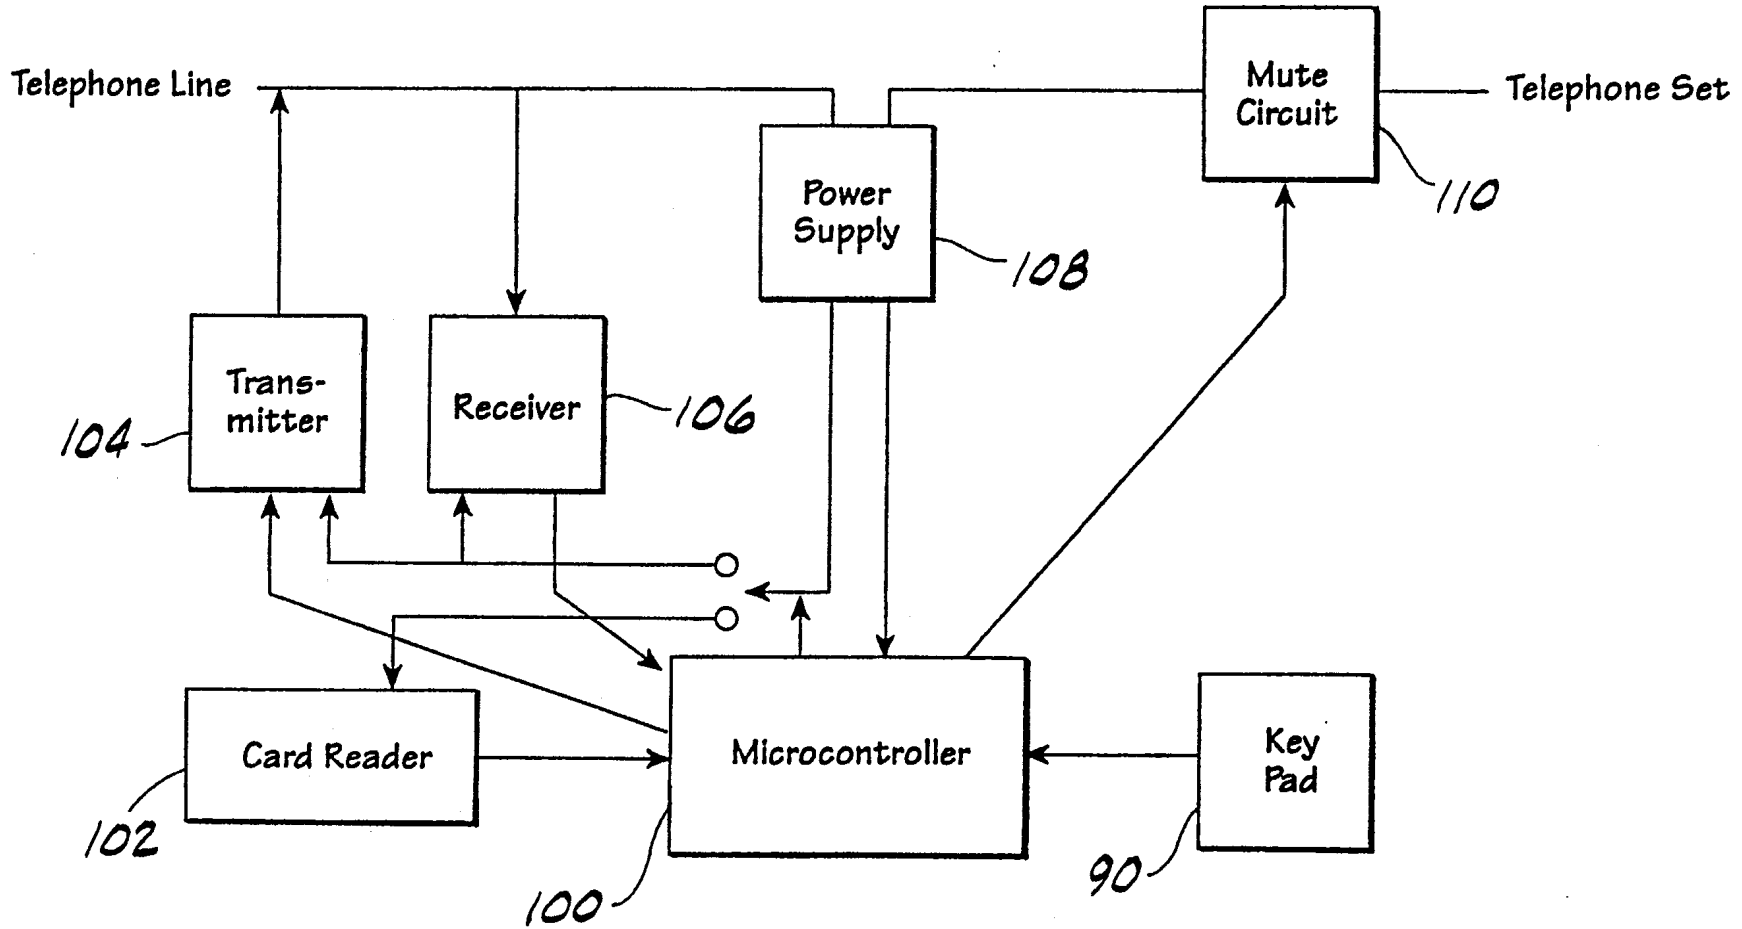 Telephone Line
Mute
Circuit
Telephone Set
110
Power
Supply
108
Trans-
mitter
104
Receiver
106
Card Reader
102
Microcontroller
100
Key
Pad
90